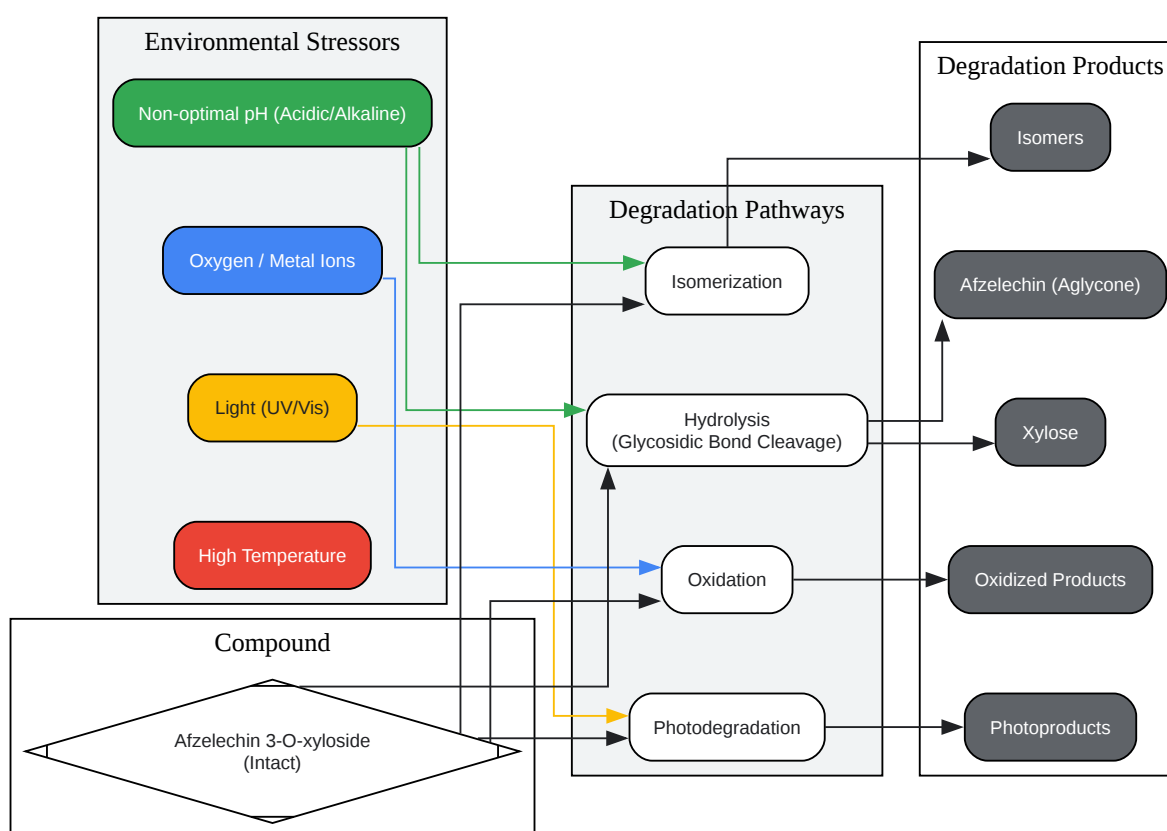 Environmental Stressors
Non-optimal pH (Acidic/Alkaline)
Oxygen / Metal Ions
Light (UV/Vis)
High Temperature
Compound
Afzelechin 3-O-xyloside
(Intact)
Degradation Pathways
Isomerization
Hydrolysis
(Glycosidic Bond Cleavage)
Oxidation
Photodegradation
Degradation Products
Isomers
Afzelechin (Aglycone)
Xylose
Oxidized Products
Photoproducts